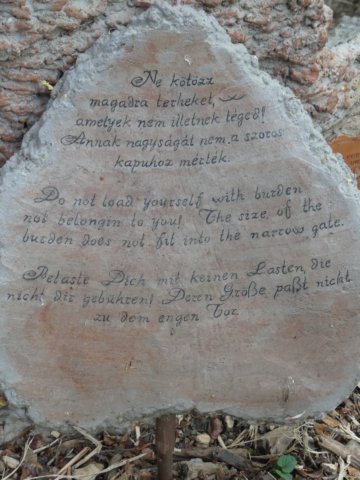 Ne kötözz
magadra terheket,
amelyek nem illetnek téged!
Annak nagyságát nem a szoros
kapuhoz mérték.
Do not load yourself with burden
not belongin to you! The size of the
burden does not fit into the narrow gate.
Belaste Dich mit keinen Lasten, die
nicht dir gebühren! Deren Größe paßt nicht
zu dem engen Tor.